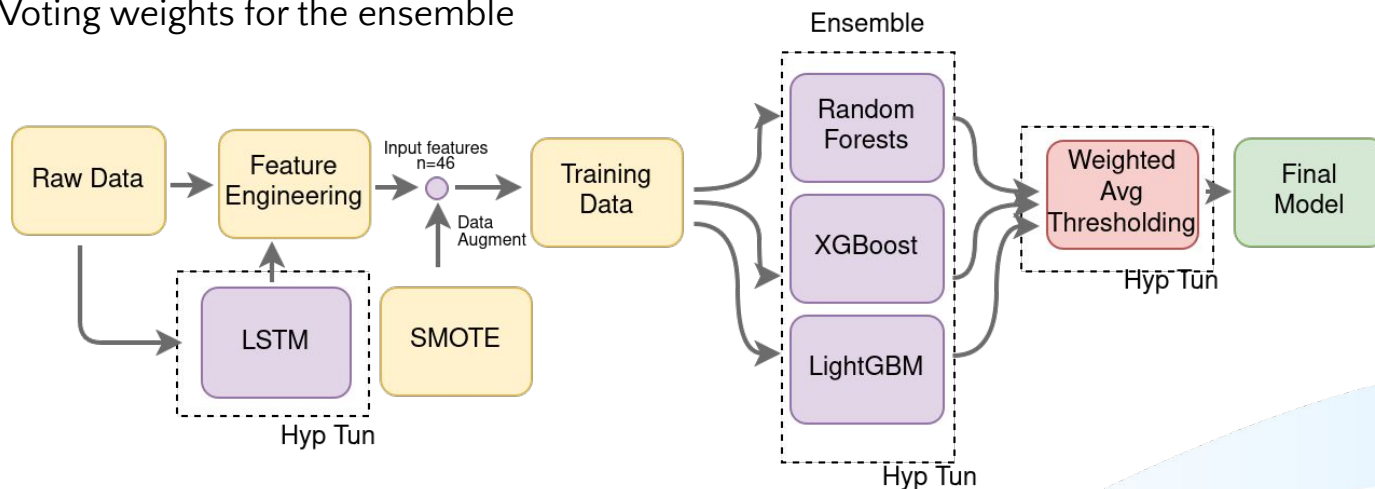 Voting weights for the ensemble
Ensemble
Raw Data
Feature
Engineering
Input features
n=46
Data
Augment
Training
Data
Random
Forests
XGBoost
LightGBM
Hyp Tun
Weighted
Avg
Thresholding
Hyp Tun
Final
Model
LSTM
Hyp Tun
SMOTE